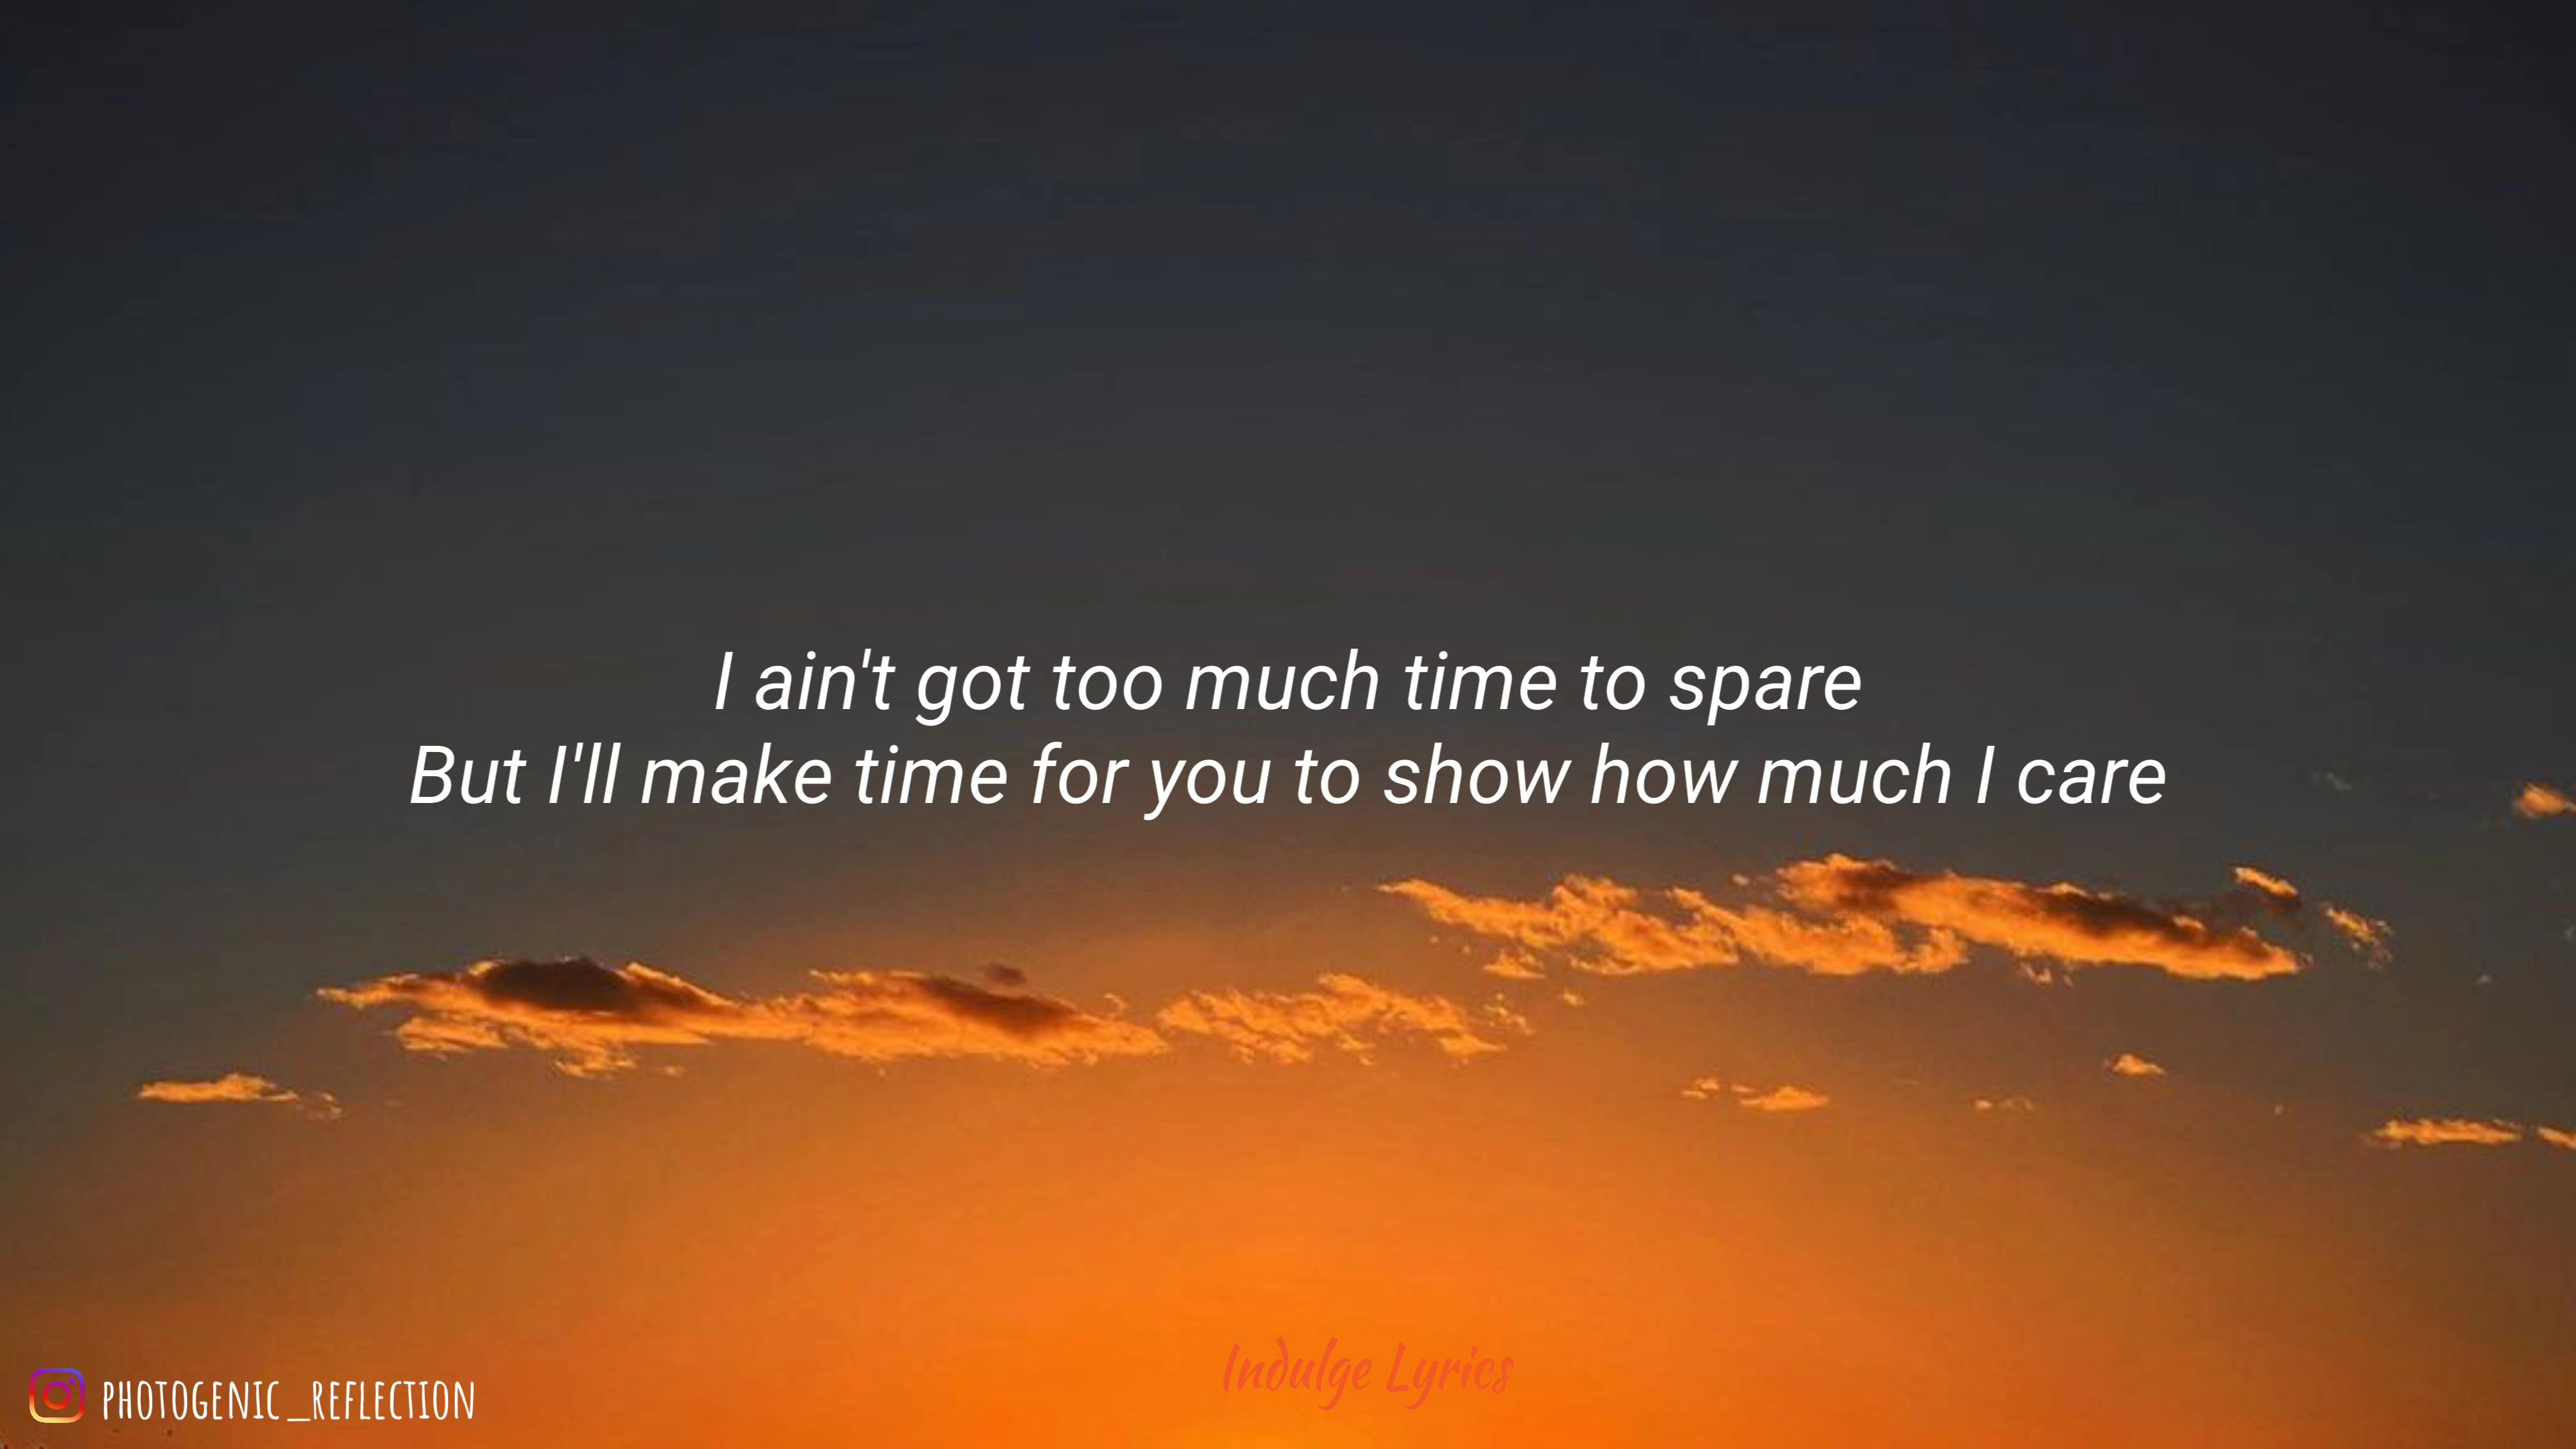 I ain't got too much time to spare
But I'll make time for you to show how much I care
Indulge Lyrics
PHOTOGENIC_REFLECTION